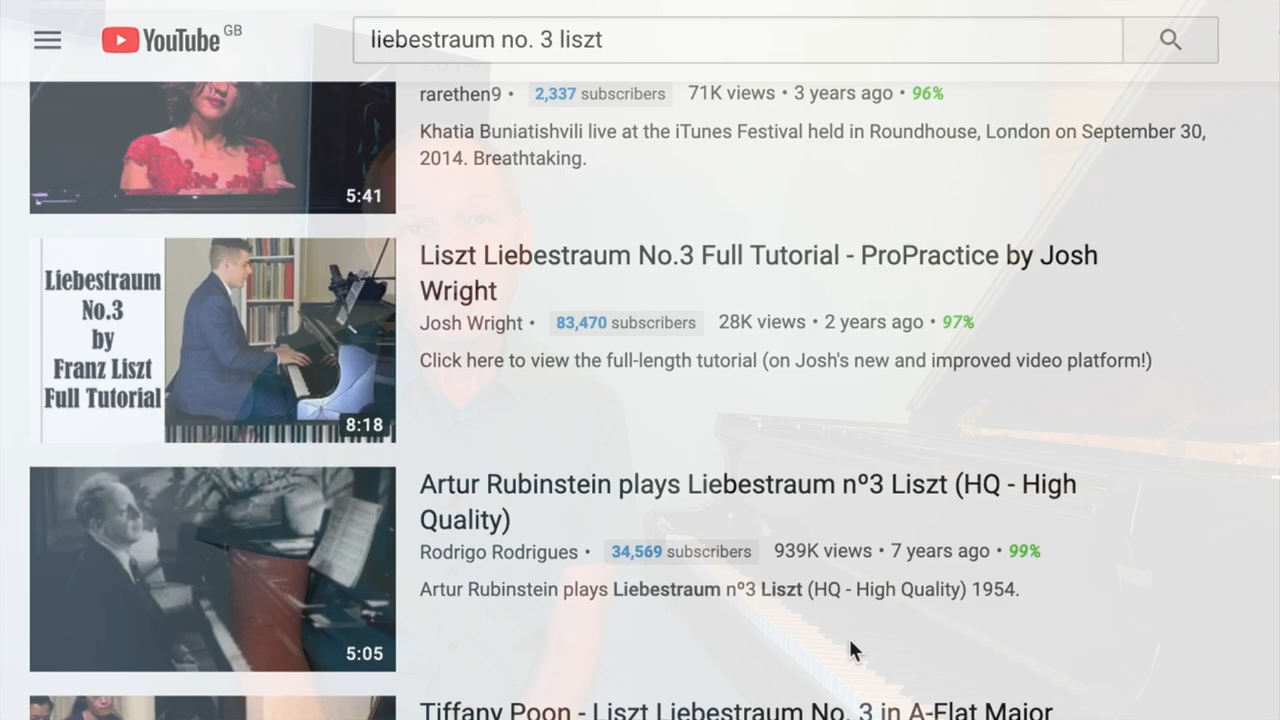 YouTube GB
liebestraum no. 3 liszt
rarethen9 • 2,337 subscribers 71K views • 3 years ago • 96%
Khatia Buniatishvili live at the iTunes Festival held in Roundhouse, London on September 30,
2014. Breathtaking.
5:41
Liebestraum
No.3
by
Franz Liszt
Full Tutorial
8:18
Liszt Liebestraum No.3 Full Tutorial - ProPractice by Josh
Wright
Josh Wright • 83,470 subscribers 28K views • 2 years ago • 97%
Click here to view the full-length tutorial (on Josh's new and improved video platform!)
Artur Rubinstein plays Liebestraum nº3 Liszt (HQ - High
Quality)
Rodrigo Rodrigues • 34,569 subscribers 939K views • 7 years ago • 99%
Artur Rubinstein plays Liebestraum nº3 Liszt (HQ - High Quality) 1954.
5:05
Tiffany Poon - Liszt Liebestraum No. 3 in A-Flat Major